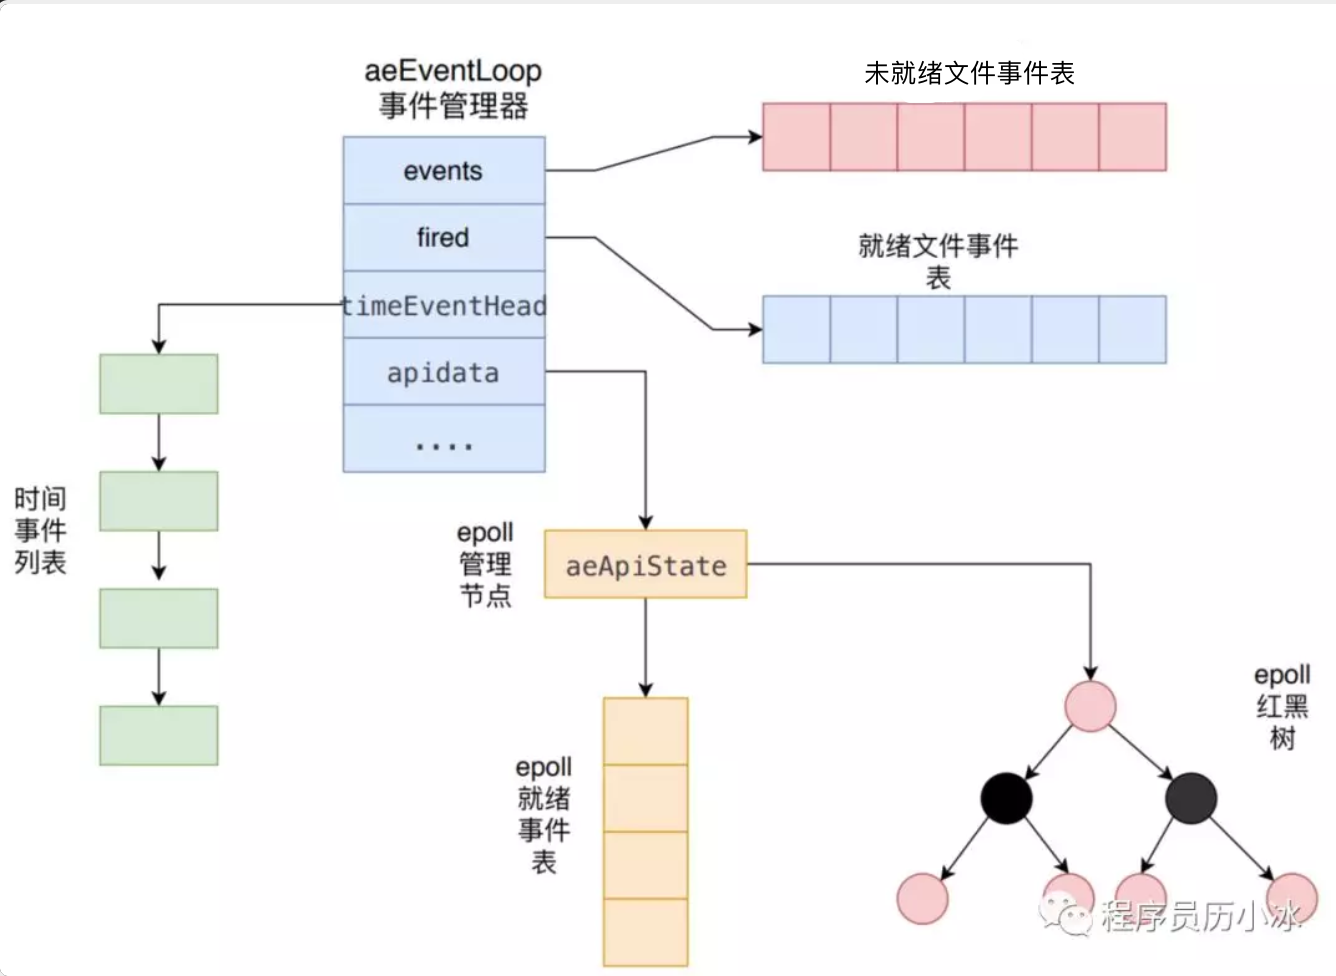 aeEventLoop
事件管理器
未就绪文件事件表
events
fired
timeEventHead
apidata
....
就绪文件事件
表
时间
事件
列表
epoll
管理
节点
aeApiState
epoll
就绪
事件
表
epoll
红黑
树
程序员历小冰